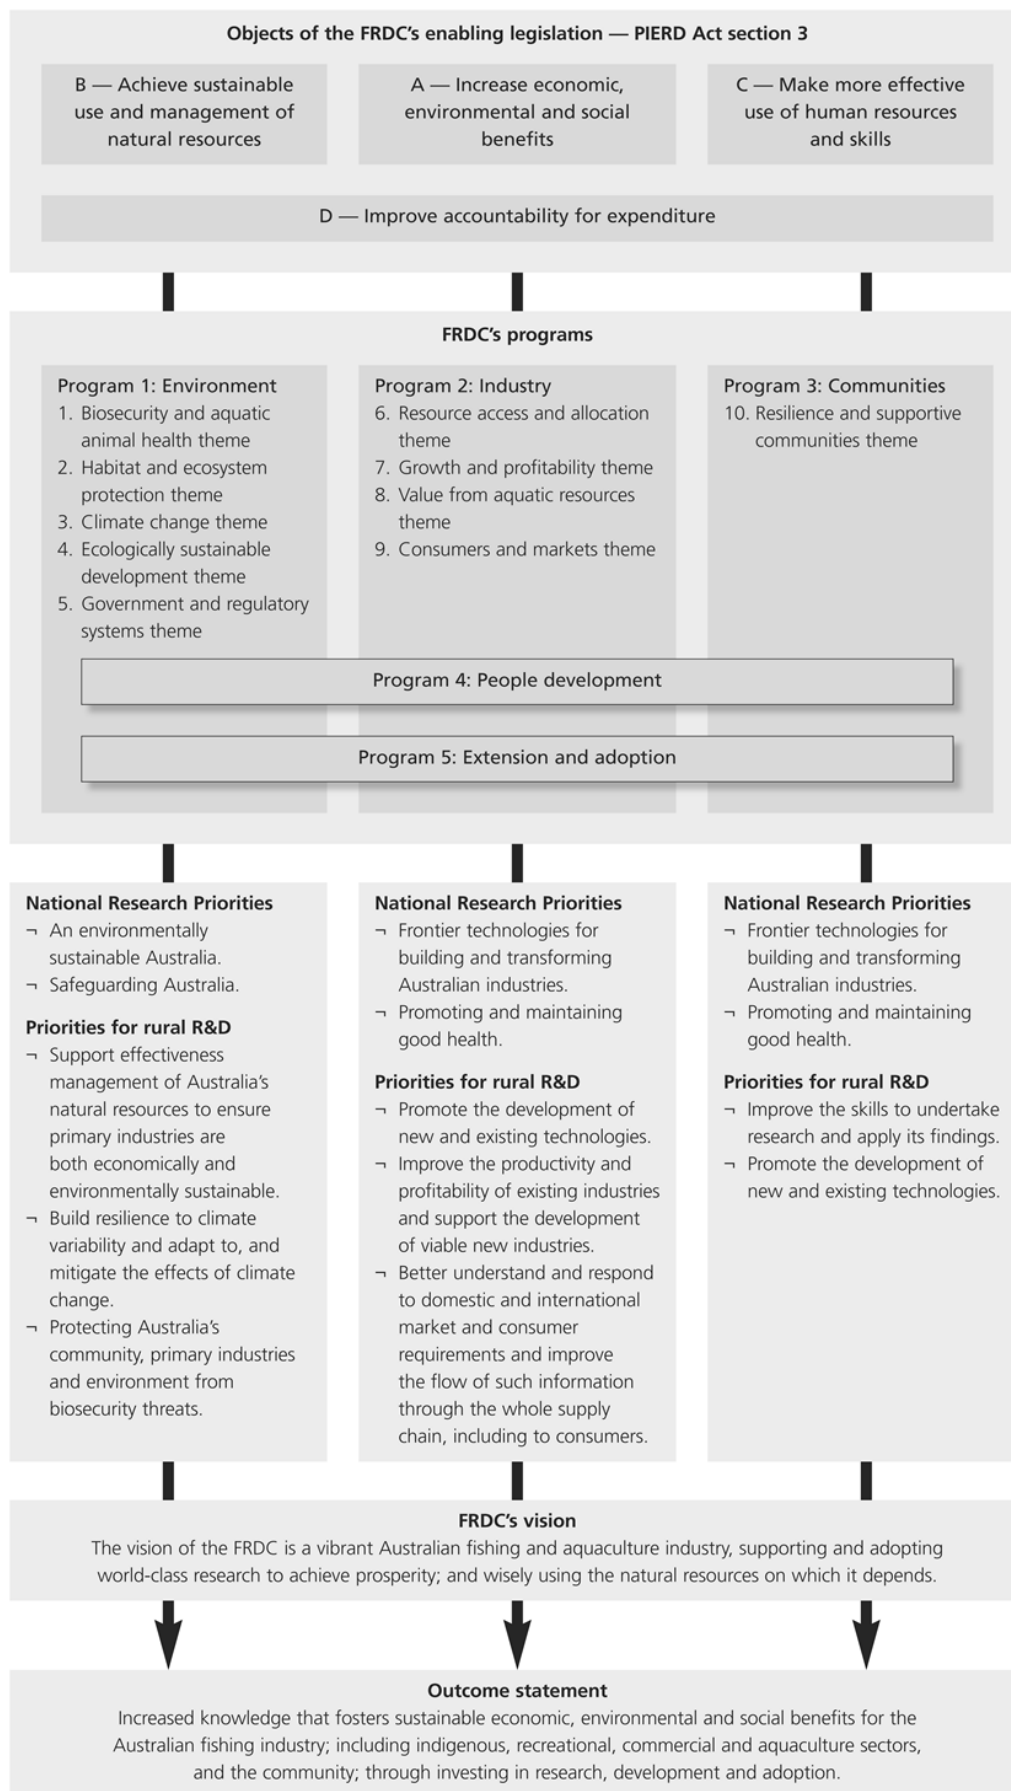 Objects of the FRDC's enabling legislation — PIERD Act section 3
B — Achieve sustainable
use and management of
natural resources
A — Increase economic,
environmental and social
benefits
C — Make more effective
use of human resources
and skills
D — Improve accountability for expenditure
FRDC's programs
Program 1: Environment
1. Biosecurity and aquatic
animal health theme
2. Habitat and ecosystem
protection theme
3. Climate change theme
4. Ecologically sustainable
development theme
5. Government and regulatory
systems theme
Program 2: Industry
6. Resource access and allocation
theme
7. Growth and profitability theme
8. Value from aquatic resources
theme
9. Consumers and markets theme
Program 3: Communities
10. Resilience and supportive
communities theme
Program 4: People development
Program 5: Extension and adoption
National Research Priorities
¬ An environmentally
sustainable Australia.
¬ Safeguarding Australia.
Priorities for rural R&D
¬ Support effectiveness
management of Australia's
natural resources to ensure
primary industries are
both economically and
environmentally sustainable.
¬ Build resilience to climate
variability and adapt to, and
mitigate the effects of climate
change.
¬ Protecting Australia's
community, primary industries
and environment from
biosecurity threats.
National Research Priorities
¬ Frontier technologies for
building and transforming
Australian industries.
¬ Promoting and maintaining
good health.
Priorities for rural R&D
¬ Promote the development of
new and existing technologies.
¬ Improve the productivity and
profitability of existing industries
and support the development
of viable new industries.
¬ Better understand and respond
to domestic and international
market and consumer
requirements and improve
the flow of such information
through the whole supply
chain, including to consumers.
National Research Priorities
¬ Frontier technologies for
building and transforming
Australian industries.
¬ Promoting and maintaining
good health.
Priorities for rural R&D
¬ Improve the skills to undertake
research and apply its findings.
¬ Promote the development of
new and existing technologies.
FRDC's vision
The vision of the FRDC is a vibrant Australian fishing and aquaculture industry, supporting and adopting
world-class research to achieve prosperity; and wisely using the natural resources on which it depends.
Outcome statement
Increased knowledge that fosters sustainable economic, environmental and social benefits for the
Australian fishing industry; including indigenous, recreational, commercial and aquaculture sectors,
and the community; through investing in research, development and adoption.